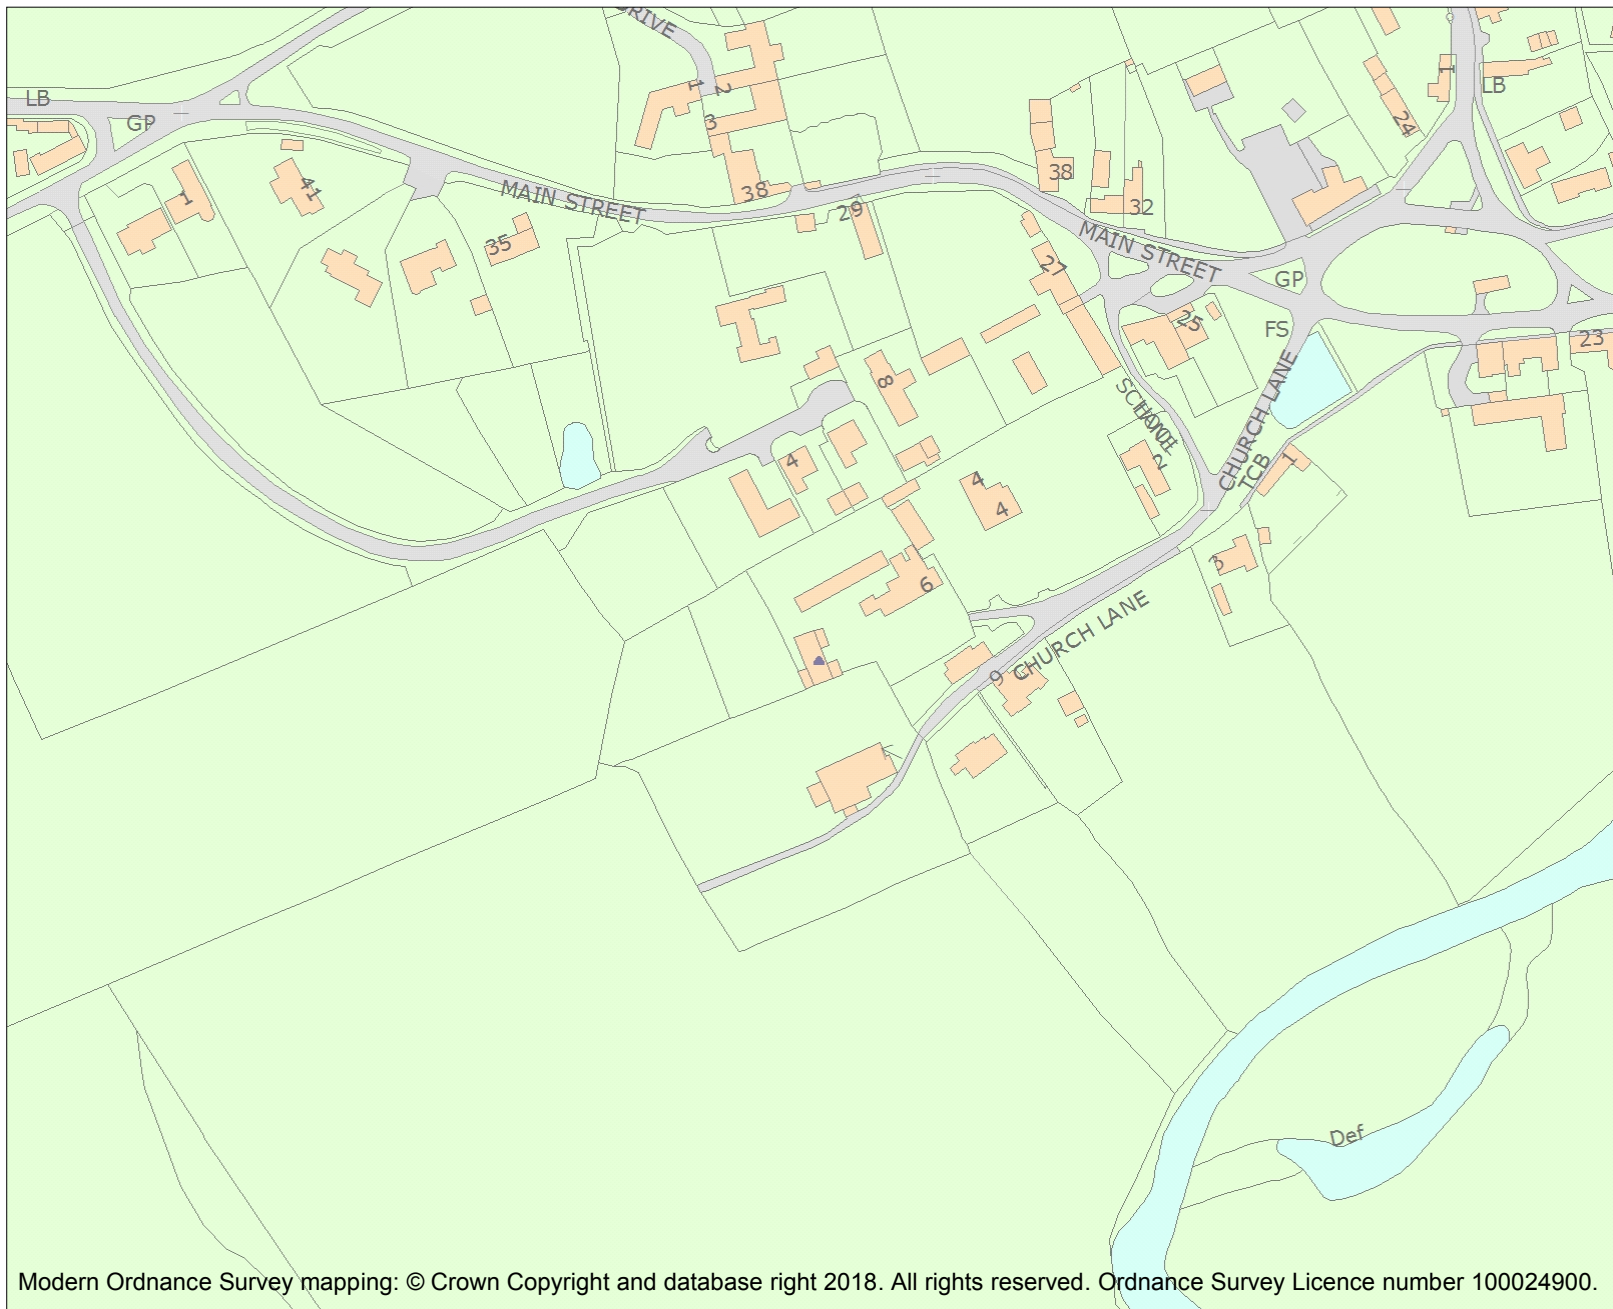 DRIVE
1
2
3
LB
GP
1
LB
24
1
41
MAIN STREET
38
29
38
32
35
27
MAIN STREET
GP
25
FS
23
8
SCHOOL
LANE
CHURCH LANE
TCB
4
2
1
4
4
3
6
CHURCH LANE
9
Def
Modern Ordnance Survey mapping: © Crown Copyright and database right 2018. All rights reserved. Ordnance Survey Licence number 100024900.